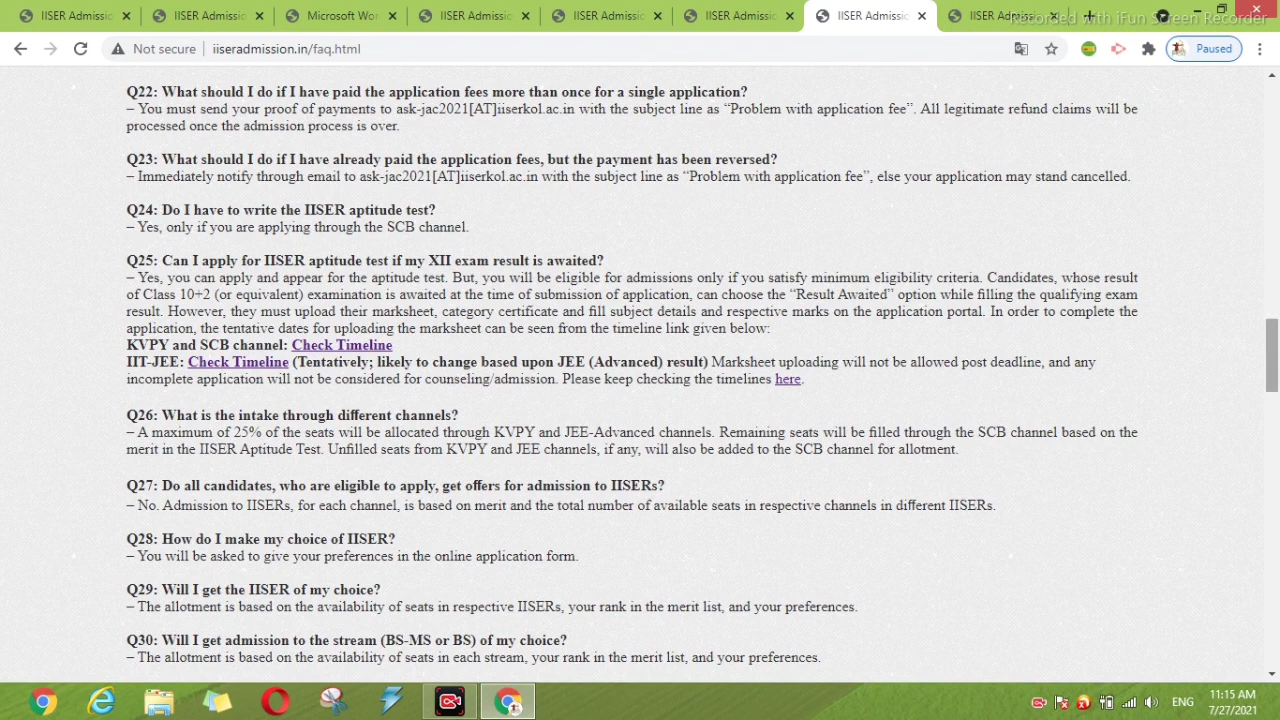 IISER Admissic
IISER Admissic
Microsoft Wor
IISER Admissic
IISER Admissic
IISER Admissic
IISER Admissic
IISER Admiss
Recorded with iFun Screen Recorder
Not secure
iiseradmission.in/faq.html
Paused
Q22: What should I do if I have paid the application fees more than once for a single application?
– You must send your proof of payments to ask-jac2021[AT]iiserkol.ac.in with the subject line as “Problem with application fee”. All legitimate refund claims will be
processed once the admission process is over.
Q23: What should I do if I have already paid the application fees, but the payment has been reversed?
– Immediately notify through email to ask-jac2021[AT]iiserkol.ac.in with the subject line as “Problem with application fee”, else your application may stand cancelled.
Q24: Do I have to write the IISER aptitude test?
– Yes, only if you are applying through the SCB channel.
Q25: Can I apply for IISER aptitude test if my XII exam result is awaited?
– Yes, you can apply and appear for the aptitude test. But, you will be eligible for admissions only if you satisfy minimum eligibility criteria. Candidates, whose result
of Class 10+2 (or equivalent) examination is awaited at the time of submission of application, can choose the “Result Awaited” option while filling the qualifying exam
result. However, they must upload their marksheet, category certificate and fill subject details and respective marks on the application portal. In order to complete the
application, the tentative dates for uploading the marksheet can be seen from the timeline link given below:
KVPY and SCB channel: Check Timeline
IIT-JEE: Check Timeline (Tentatively; likely to change based upon JEE (Advanced) result) Marksheet uploading will not be allowed post deadline, and any
incomplete application will not be considered for counseling/admission. Please keep checking the timelines here.
Q26: What is the intake through different channels?
– A maximum of 25% of the seats will be allocated through KVPY and JEE-Advanced channels. Remaining seats will be filled through the SCB channel based on the
merit in the IISER Aptitude Test. Unfilled seats from KVPY and JEE channels, if any, will also be added to the SCB channel for allotment.
Q27: Do all candidates, who are eligible to apply, get offers for admission to IISERs?
– No. Admission to IISERs, for each channel, is based on merit and the total number of available seats in respective channels in different IISERs.
Q28: How do I make my choice of IISER?
– You will be asked to give your preferences in the online application form.
Q29: Will I get the IISER of my choice?
– The allotment is based on the availability of seats in respective IISERs, your rank in the merit list, and your preferences.
Q30: Will I get admission to the stream (BS-MS or BS) of my choice?
– The allotment is based on the availability of seats in each stream, your rank in the merit list, and your preferences.
ENG
11:15 AM
7/27/2021